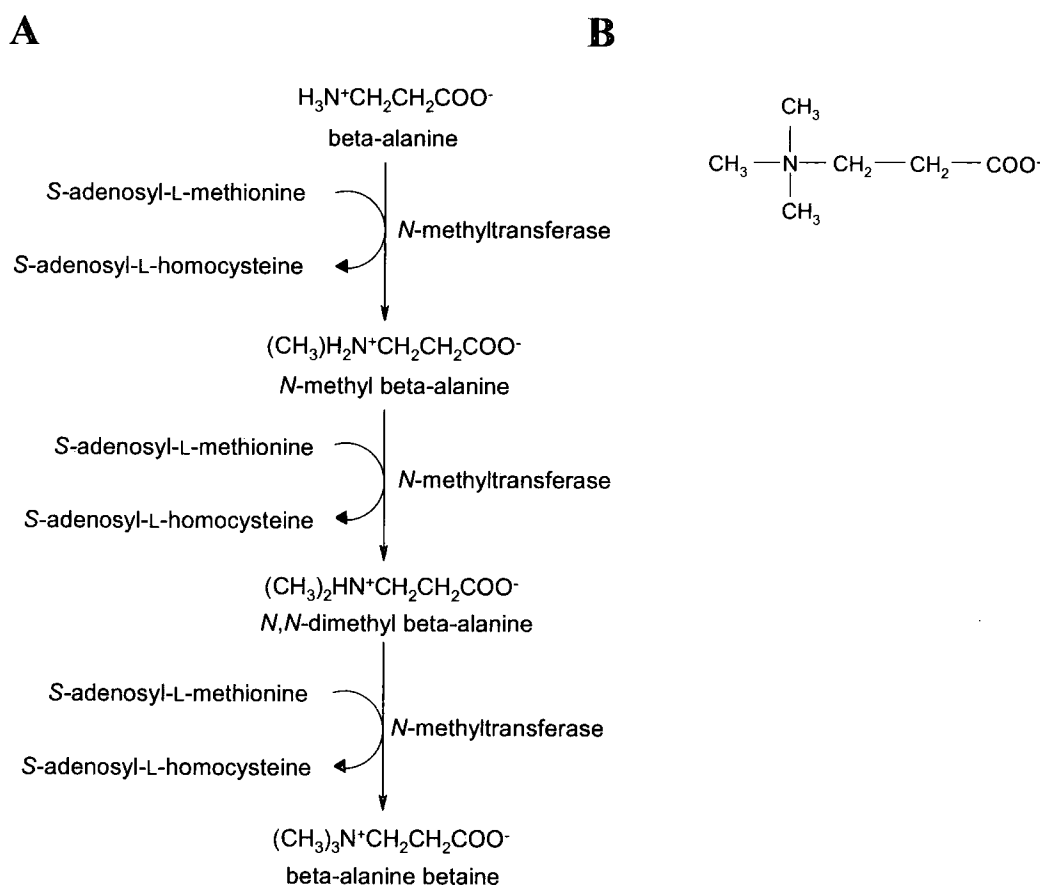 A
H₃N⁺CH₂CH₂COO⁻
beta-alanine
S-adenosyl-L-methionine
N-methyltransferase
S-adenosyl-L-homocysteine
(CH₃)H₂N⁺CH₂CH₂COO⁻
N-methyl beta-alanine
S-adenosyl-L-methionine
N-methyltransferase
S-adenosyl-L-homocysteine
(CH₃)₂HN⁺CH₂CH₂COO⁻
N,N-dimethyl beta-alanine
S-adenosyl-L-methionine
N-methyltransferase
S-adenosyl-L-homocysteine
(CH₃)₃N⁺CH₂CH₂COO⁻
beta-alanine betaine
B
CH₃
CH₃—N—CH₂—CH₂—COO⁻
CH₃